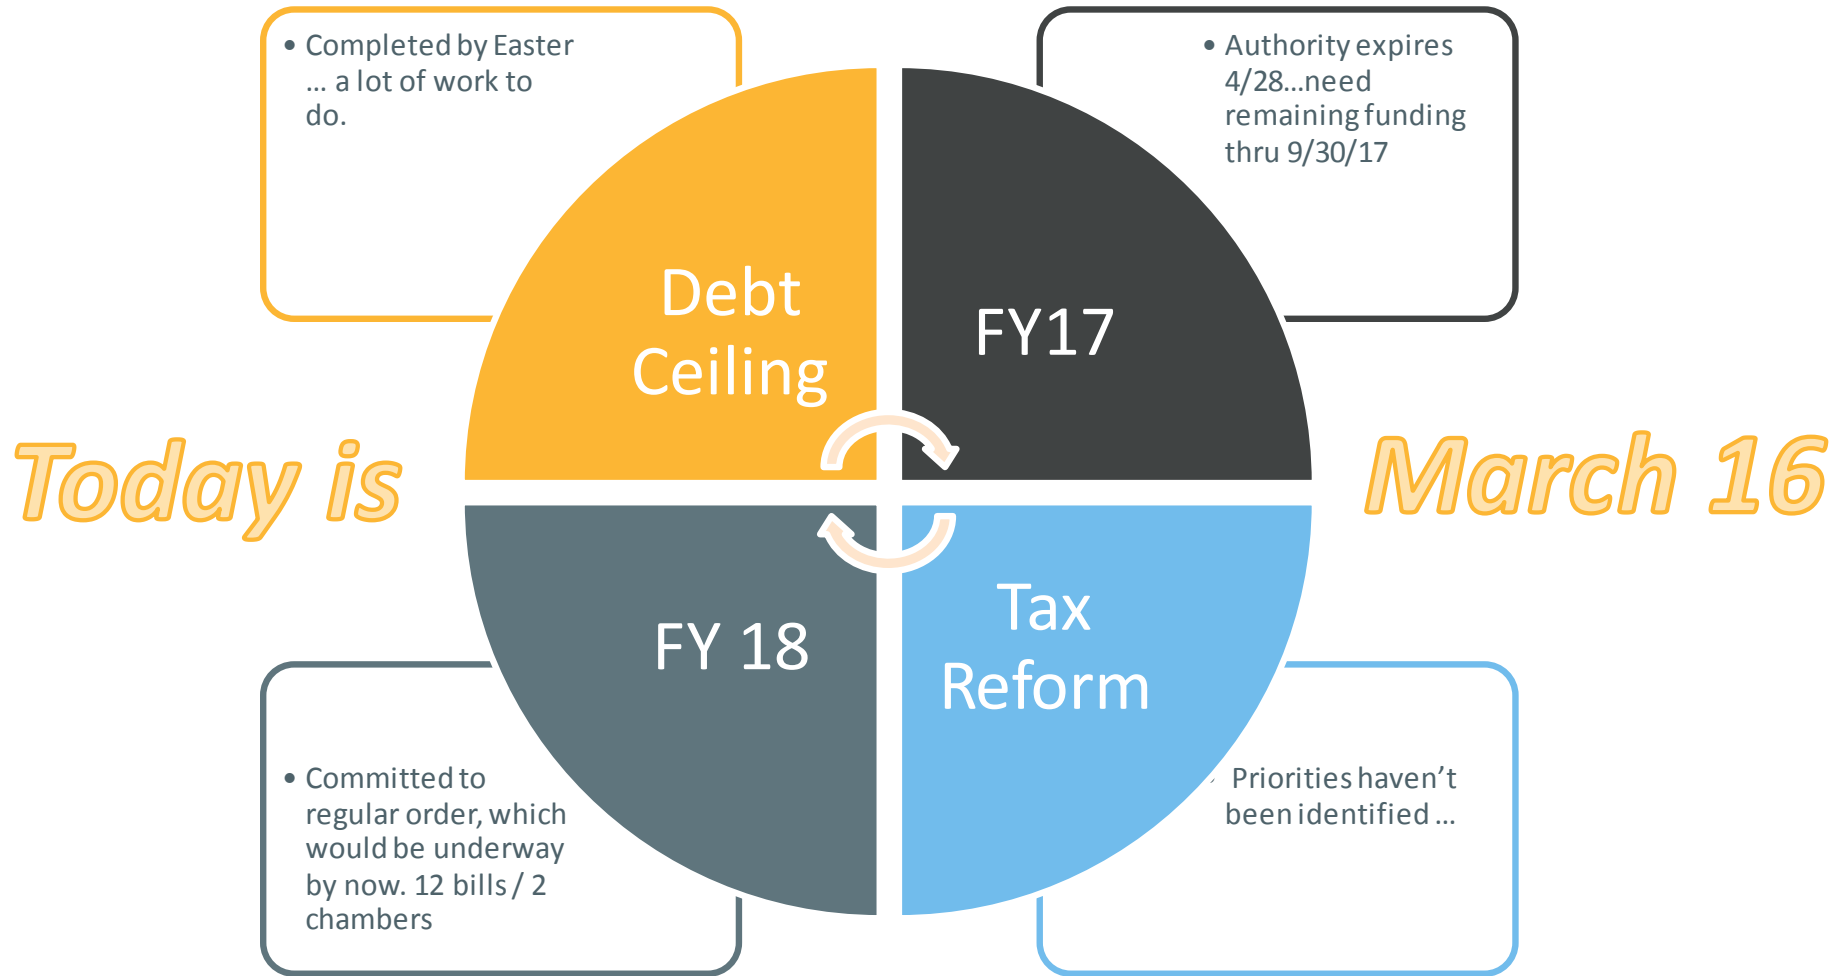 • Completed by Easter
... a lot of work to
do.
• Authority expires
4/28...need
remaining funding
thru 9/30/17
Debt
Ceiling
FY17
Today is
March 16
FY 18
Tax
Reform
• Committed to
regular order, which
would be underway
by now. 12 bills / 2
chambers
• Priorities haven’t
been identified ...